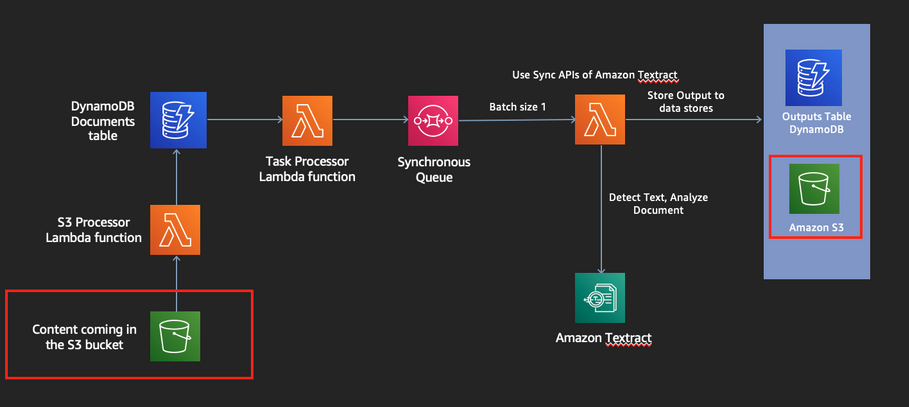 Use Sync APIs of Amazon Textract
DynamoDB
Documents
table
Batch size 1
Store Output to
data stores
Outputs Table
DynamoDB
Task Processor
Lambda function
Synchronous
Queue
S3 Processor
Lambda function
Detect Text, Analyze
Document
Amazon S3
Content coming in
the S3 bucket
Amazon Textract